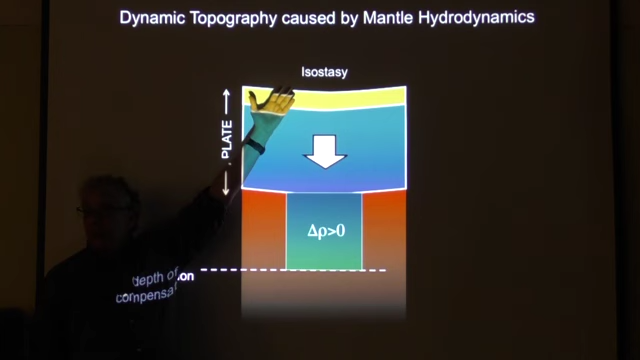 Dynamic Topography caused by Mantle Hydrodynamics
Isostasy
PLATE
Δρ>0
depth of
compensation